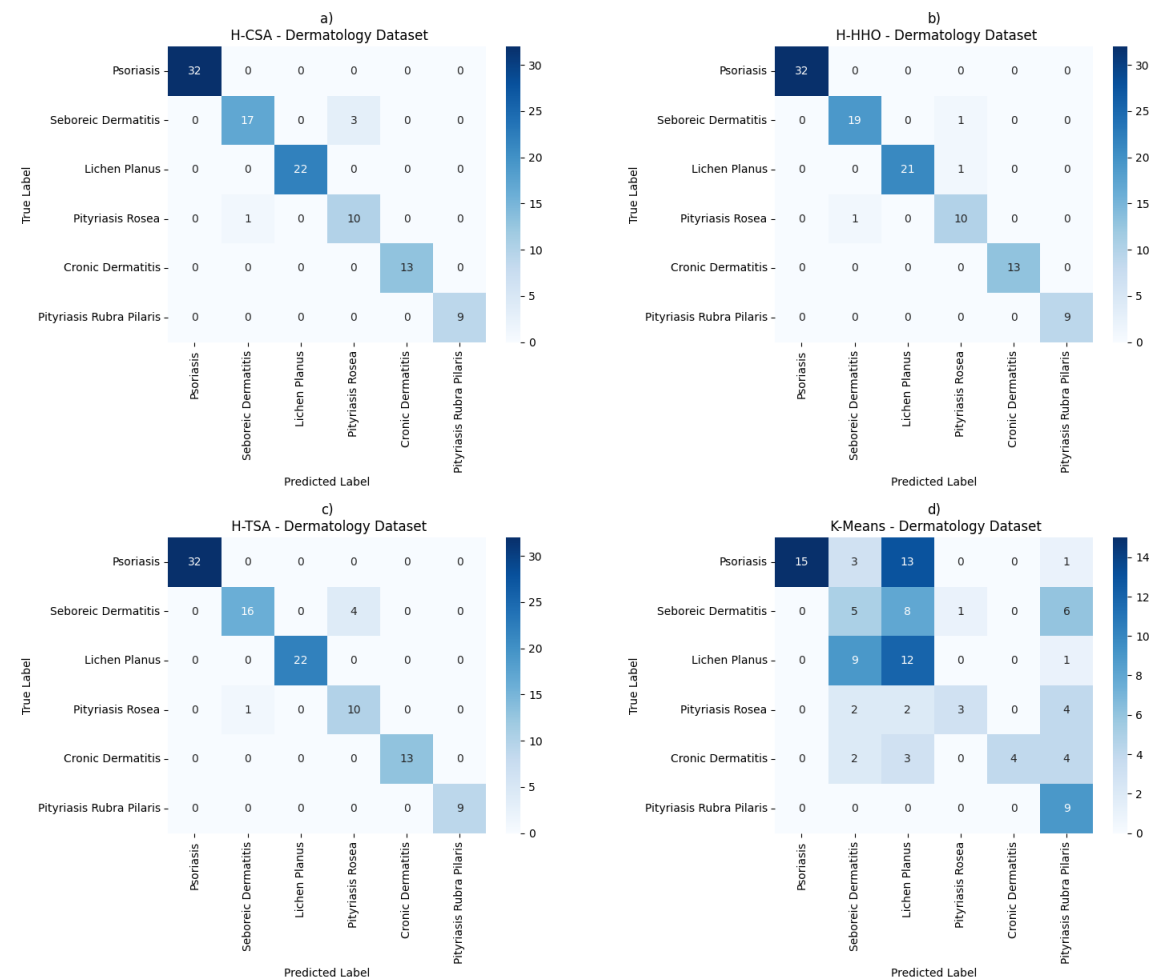 a)
H-CSA - Dermatology Dataset
True Label
Psoriasis 32 0 0 0 0 0
Seboreic Dermatitis 0 17 0 3 0 0
Lichen Planus 0 0 22 0 0 0
Pityriasis Rosea 0 1 0 10 0 0
Cronic Dermatitis 0 0 0 0 13 0
Pityriasis Rubra Pilaris 0 0 0 0 0 9
Psoriasis
Seboreic Dermatitis
Lichen Planus
Pityriasis Rosea
Cronic Dermatitis
Pityriasis Rubra Pilaris
Predicted Label
30
25
20
15
10
5
0
b)
H-HHO - Dermatology Dataset
True Label
Psoriasis 32 0 0 0 0 0
Seboreic Dermatitis 0 19 0 1 0 0
Lichen Planus 0 0 21 1 0 0
Pityriasis Rosea 0 1 0 10 0 0
Cronic Dermatitis 0 0 0 0 13 0
Pityriasis Rubra Pilaris 0 0 0 0 0 9
Psoriasis
Seboreic Dermatitis
Lichen Planus
Pityriasis Rosea
Cronic Dermatitis
Pityriasis Rubra Pilaris
Predicted Label
30
25
20
15
10
5
0
c)
H-TSA - Dermatology Dataset
True Label
Psoriasis 32 0 0 0 0 0
Seboreic Dermatitis 0 16 0 4 0 0
Lichen Planus 0 0 22 0 0 0
Pityriasis Rosea 0 1 0 10 0 0
Cronic Dermatitis 0 0 0 0 13 0
Pityriasis Rubra Pilaris 0 0 0 0 0 9
Psoriasis
Seboreic Dermatitis
Lichen Planus
Pityriasis Rosea
Cronic Dermatitis
Pityriasis Rubra Pilaris
Predicted Label
30
25
20
15
10
5
0
d)
K-Means - Dermatology Dataset
True Label
Psoriasis 15 3 13 0 0 1
Seboreic Dermatitis 0 5 8 1 0 6
Lichen Planus 0 9 12 0 0 1
Pityriasis Rosea 0 2 2 3 0 4
Cronic Dermatitis 0 2 3 0 4 4
Pityriasis Rubra Pilaris 0 0 0 0 0 9
Psoriasis
Seboreic Dermatitis
Lichen Planus
Pityriasis Rosea
Cronic Dermatitis
Pityriasis Rubra Pilaris
Predicted Label
14
12
10
8
6
4
2
0